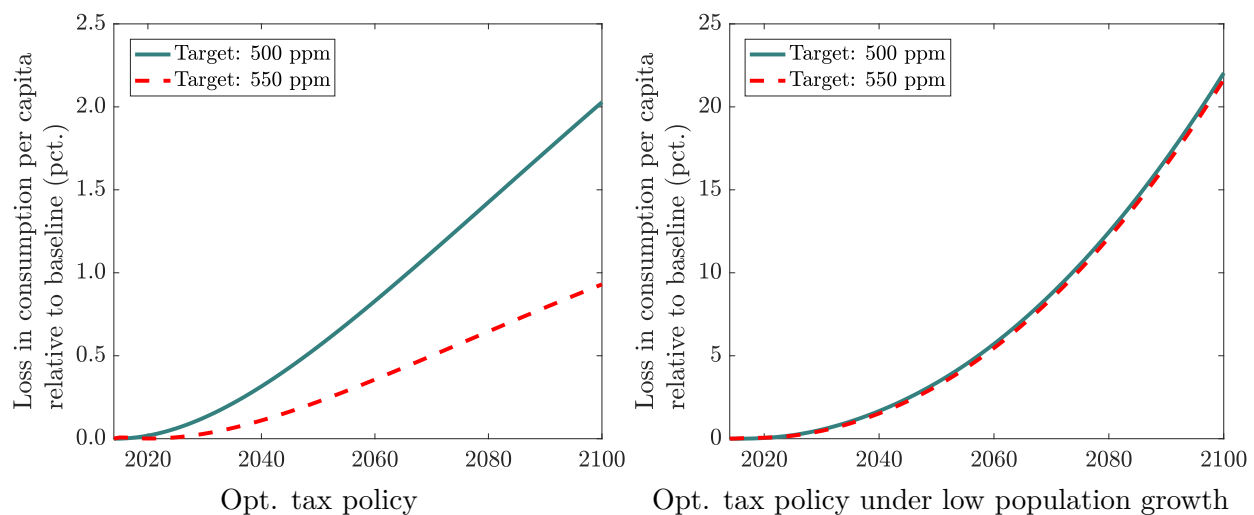 Loss in consumption per capita
relative to baseline (pct.)
2.5
2.0
1.5
1.0
0.5
0.0
Target: 500 ppm
Target: 550 ppm
2020 2040 2060 2080 2100
Opt. tax policy
Loss in consumption per capita
relative to baseline (pct.)
25
20
15
10
5
0
Target: 500 ppm
Target: 550 ppm
2020 2040 2060 2080 2100
Opt. tax policy under low population growth